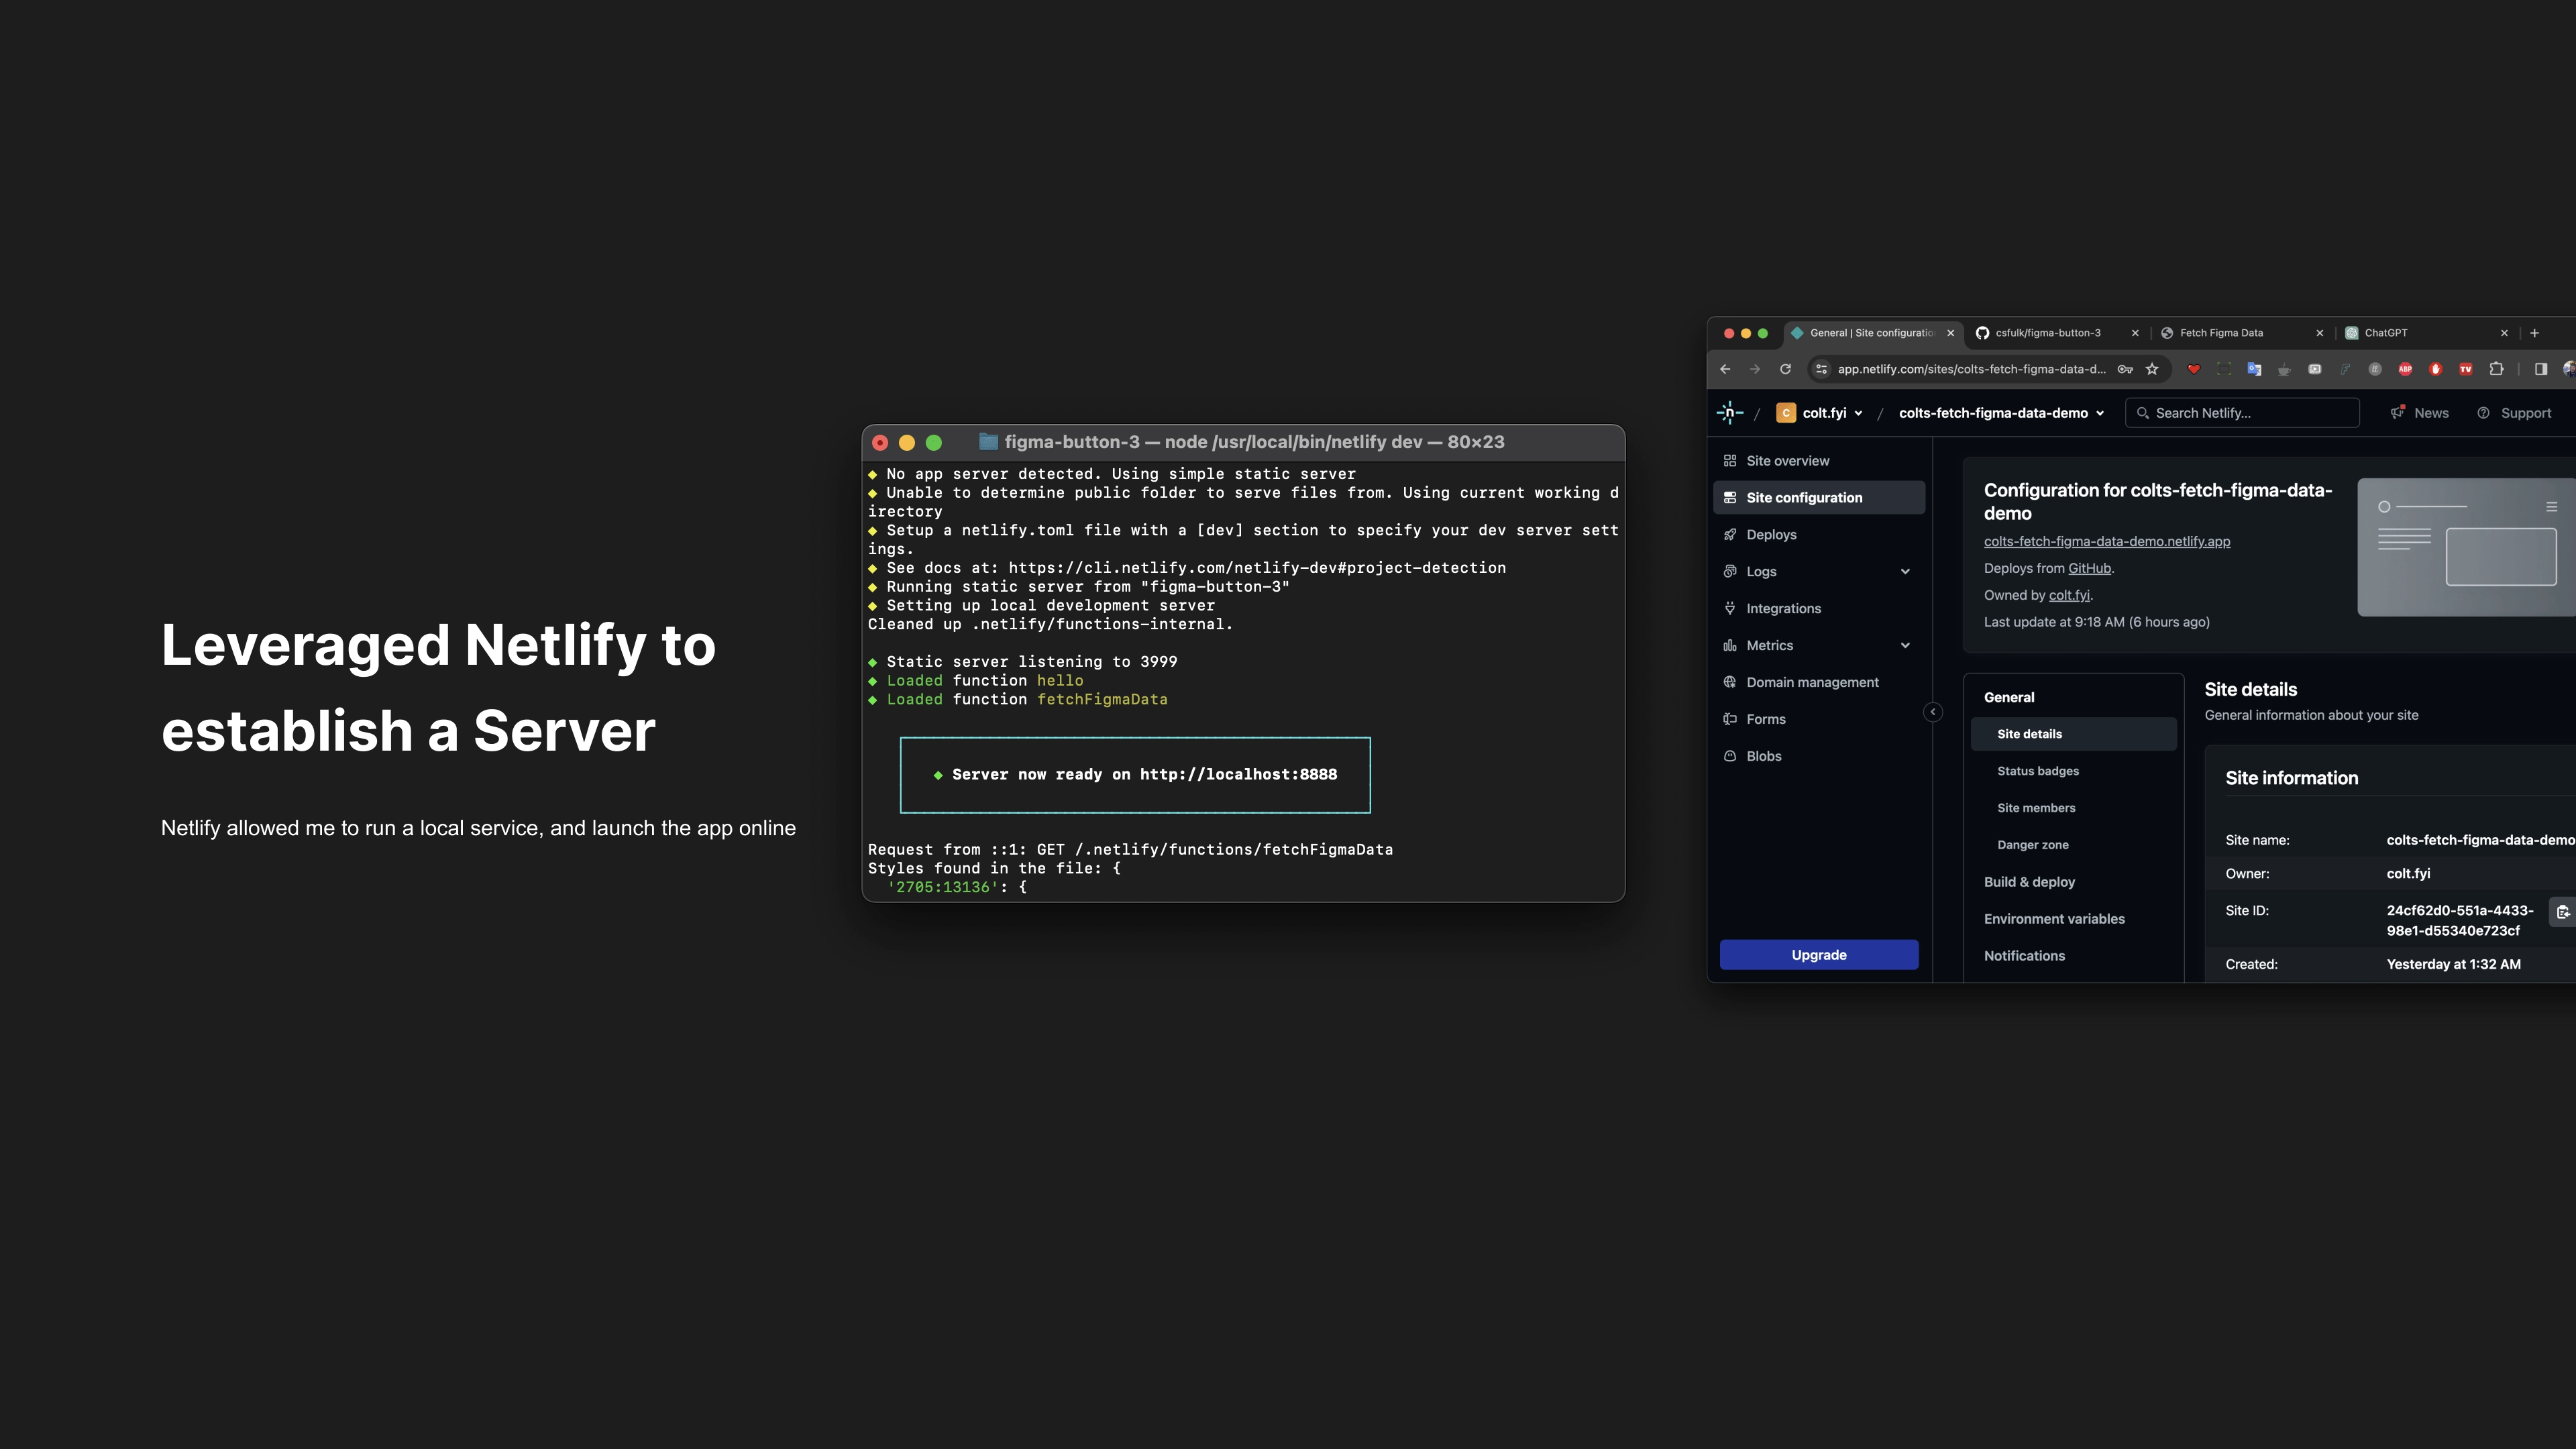 Leveraged Netlify to
establish a Server
Netlify allowed me to run a local service, and launch the app online
figma-button-3 — node /usr/local/bin/netlify dev — 80×23
◆ No app server detected. Using simple static server
◆ Unable to determine public folder to serve files from. Using current working d
irectory
◆ Setup a netlify.toml file with a [dev] section to specify your dev server sett
ings.
◆ See docs at: https://cli.netlify.com/netlify-dev#project-detection
◆ Running static server from "figma-button-3"
◆ Setting up local development server
Cleaned up .netlify/functions-internal.
◆ Static server listening to 3999
◆ Loaded function hello
◆ Loaded function fetchFigmaData
◆ Server now ready on http://localhost:8888
Request from ::1: GET /.netlify/functions/fetchFigmaData
Styles found in the file: {
'2705:13136': {
General | Site configuratio
csfulk/figma-button-3
Fetch Figma Data
ChatGPT
app.netlify.com/sites/colts-fetch-figma-data-d...
ABP
TV
n / C colt.fyi / colts-fetch-figma-data-demo
Search Netlify...
News
Support
Site overview
Site configuration
Deploys
Logs
Integrations
Metrics
Domain management
Forms
Blobs
Upgrade
Configuration for colts-fetch-figma-data-
demo
colts-fetch-figma-data-demo.netlify.app
Deploys from GitHub.
Owned by colt.fyi.
Last update at 9:18 AM (6 hours ago)
General
Site details
Status badges
Site members
Danger zone
Build & deploy
Environment variables
Notifications
Site details
General information about your site
Site information
Site name: colts-fetch-figma-data-demo
Owner: colt.fyi
Site ID: 24cf62d0-551a-4433-
98e1-d55340e723cf
Created: Yesterday at 1:32 AM